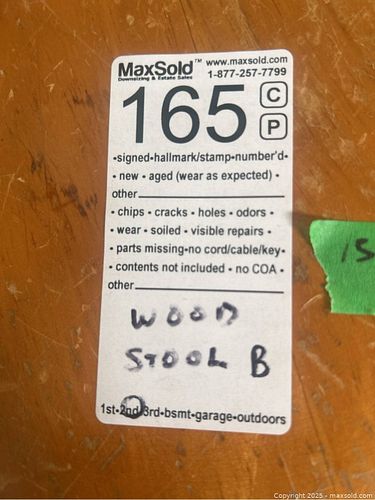 MaxSold™ www.maxsold.com
Downsizing & Estate Sales 1-877-257-7799
165 C
P
•signed•hallmark/stamp•number'd•
• new • aged (wear as expected) •
other
• chips • cracks • holes • odors •
• wear • soiled • visible repairs •
• parts missing•no cord/cable/key•
• contents not included • no COA •
other
WOOD
STOOL B
1st•2nd•3rd•bsmt•garage•outdoors
Copyright © 2025 - maxsold.com